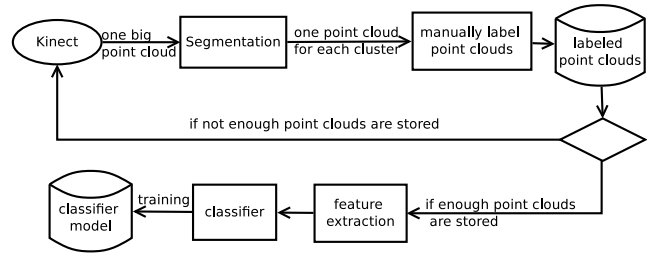 Kinect
one big
point cloud
Segmentation
one point cloud
for each cluster
manually label
point clouds
labeled
point clouds
if not enough point clouds are stored
if enough point clouds
are stored
feature
extraction
classifier
training
classifier
model